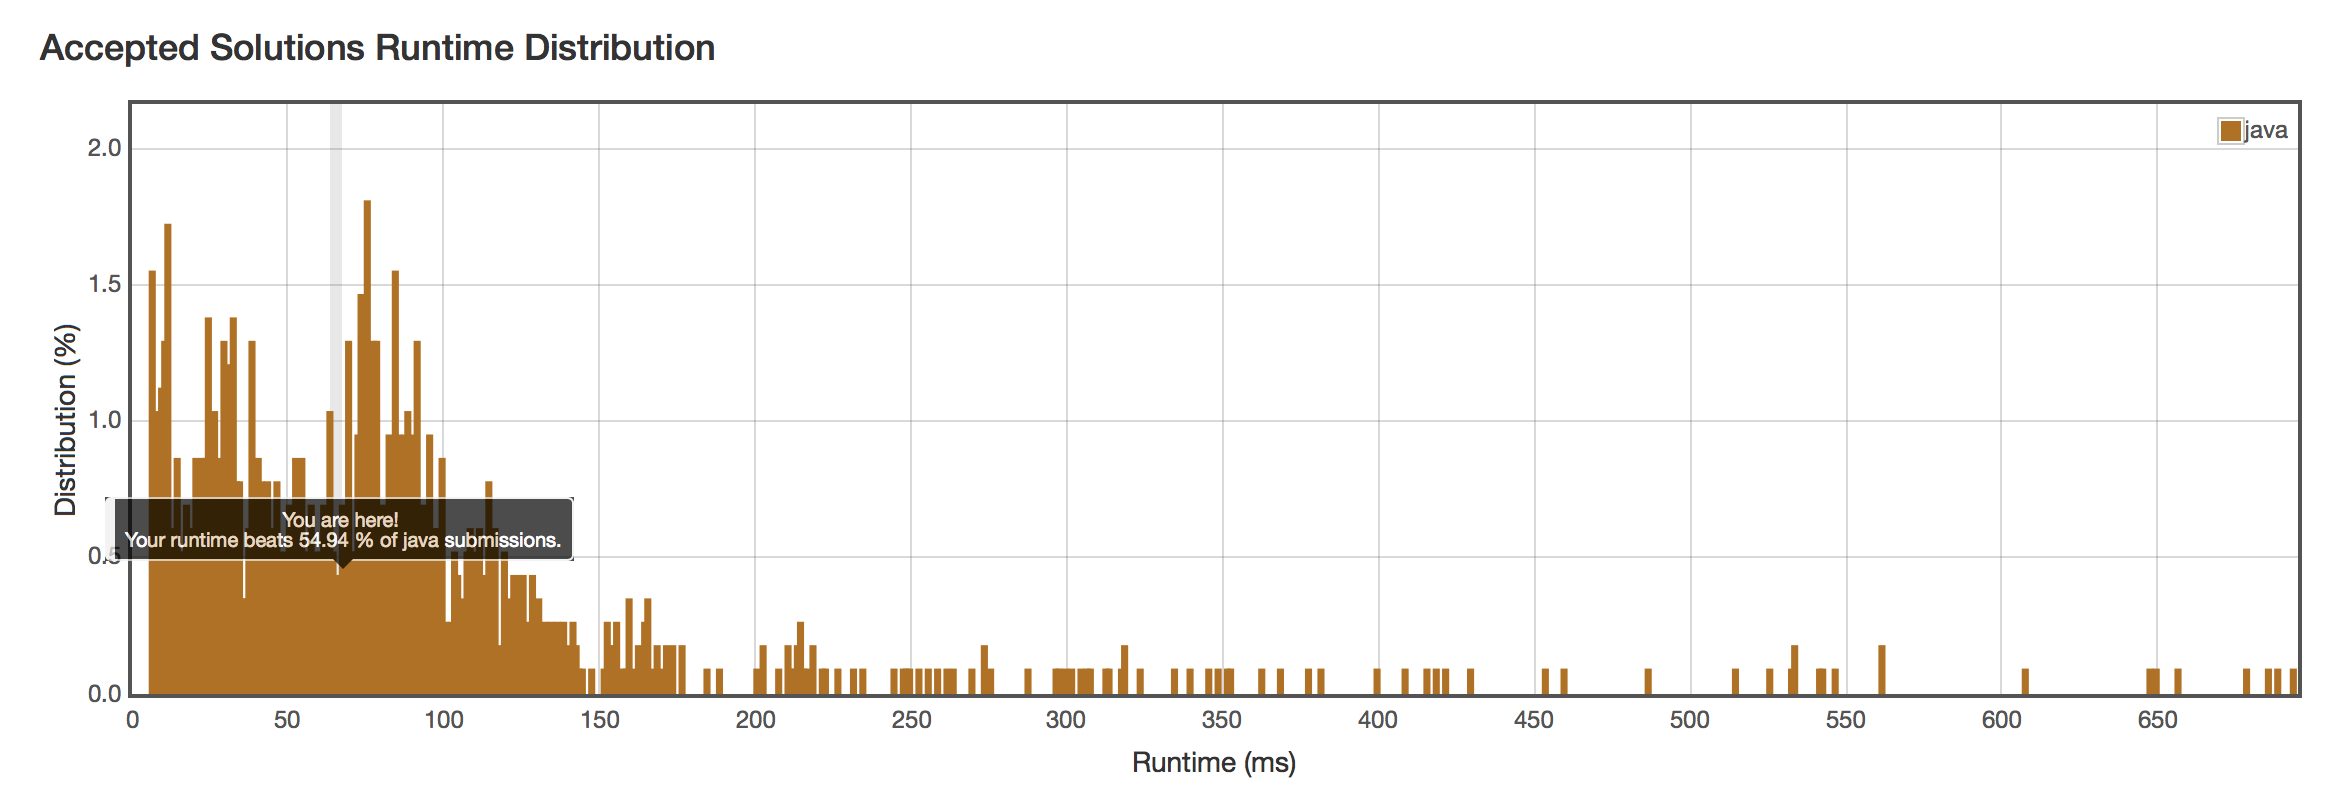 Accepted Solutions Runtime Distribution
java
2.0
1.5
1.0
0.5
0.0
Distribution (%)
You are here!
Your runtime beats 54.94 % of java submissions.
0 50 100 150 200 250 300 350 400 450 500 550 600 650
Runtime (ms)